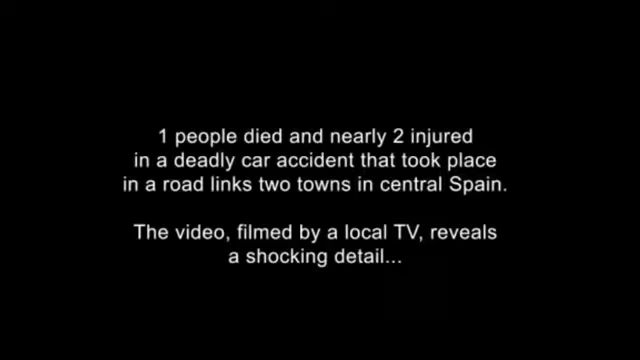 1 people died and nearly 2 injured
in a deadly car accident that took place
in a road links two towns in central Spain.
The video, filmed by a local TV, reveals
a shocking detail...